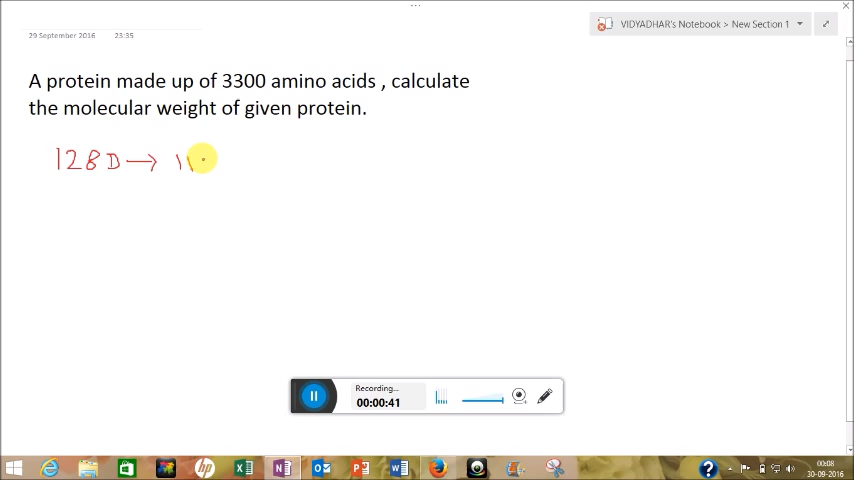 29 September 2016 23:35
VIDYADHAR's Notebook > New Section 1
A protein made up of 3300 amino acids , calculate
the molecular weight of given protein.
128 D → 11
Recording...
00:00:41
00:08
30-09-2016